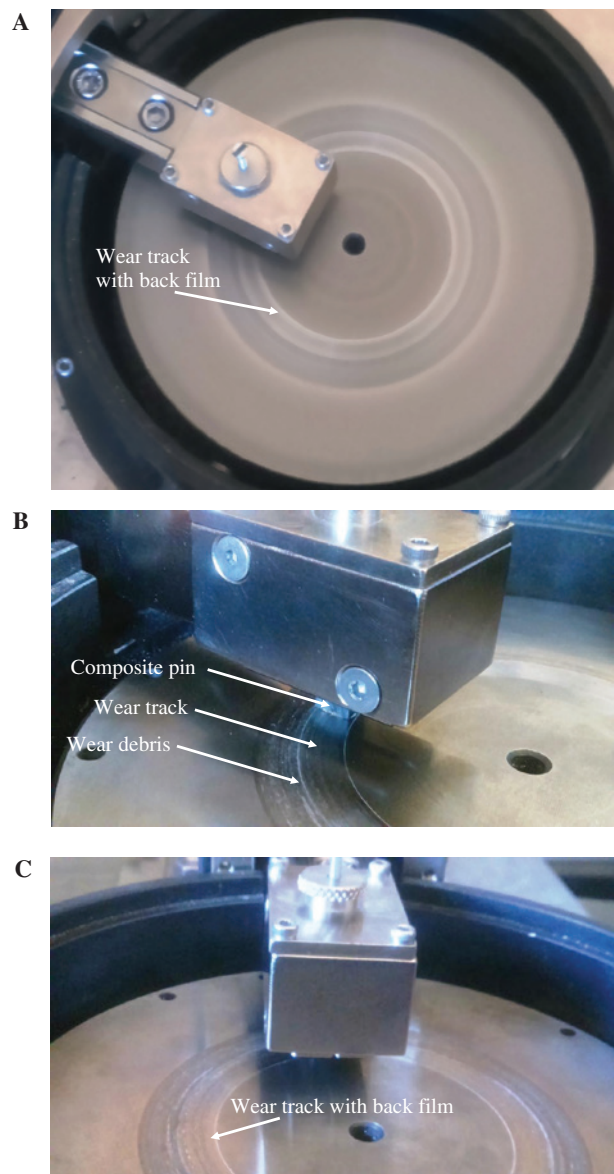 A
Wear track
with back film
B
Composite pin
Wear track
Wear debris
C
Wear track with back film